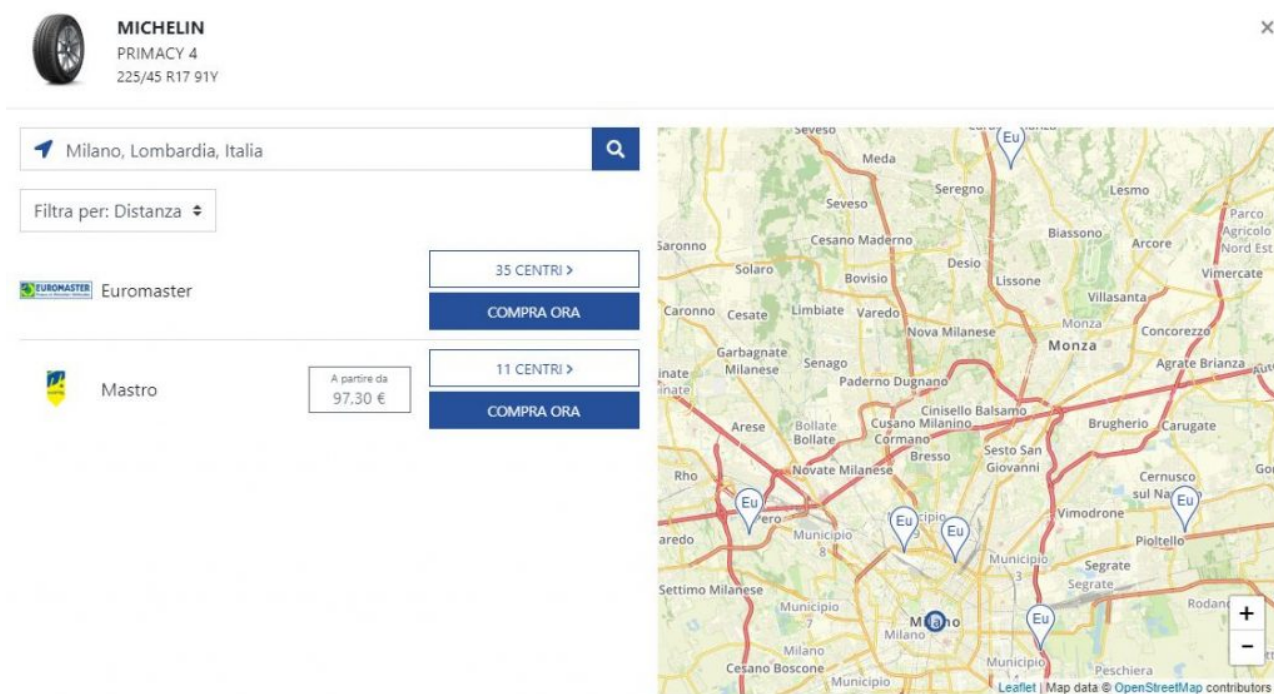 MICHELIN
PRIMACY 4
225/45 R17 91Y
×
Milano, Lombardia, Italia
Filtra per: Distanza
EUROMASTER
Euromaster
35 CENTRI >
COMPRA ORA
Mastro
A partire da
97,30 €
11 CENTRI >
COMPRA ORA
Seveso
Eu
Meda
Seregno
Lesmo
Seveso
Parco
Agricolo
Nord Est
Cesano Maderno
Biassono
Arcore
Saronno
Solaro
Desio
Bovisio
Lissone
Vimercate
Villasanta
Caronno
Cesate
Limbiate
Varedo
Nova Milanese
Monza
Concorezzo
Monza
Garbagnate
Milanese
Senago
Agrate Brianza
Paderno Dugnano
Cinisello Balsamo
Cusano Milanino
Arese
Bollate
Bollate
Cormano
Brugherio
Carugate
Bresso
Sesto San
Giovanni
Rho
Novate Milanese
Cernusco
Eu
Eu
Pero
Eu
Eu
Vimodrone
Municipio
8
Pioltello
Municipio
3
Segrate
Segrate
Settimo Milanese
Municipio
7
Eu
Milano
Milano
Milano
Cesano Boscone
Municipio
Municipio
Peschiera
+
−
Leaflet | Map data © OpenStreetMap contributors